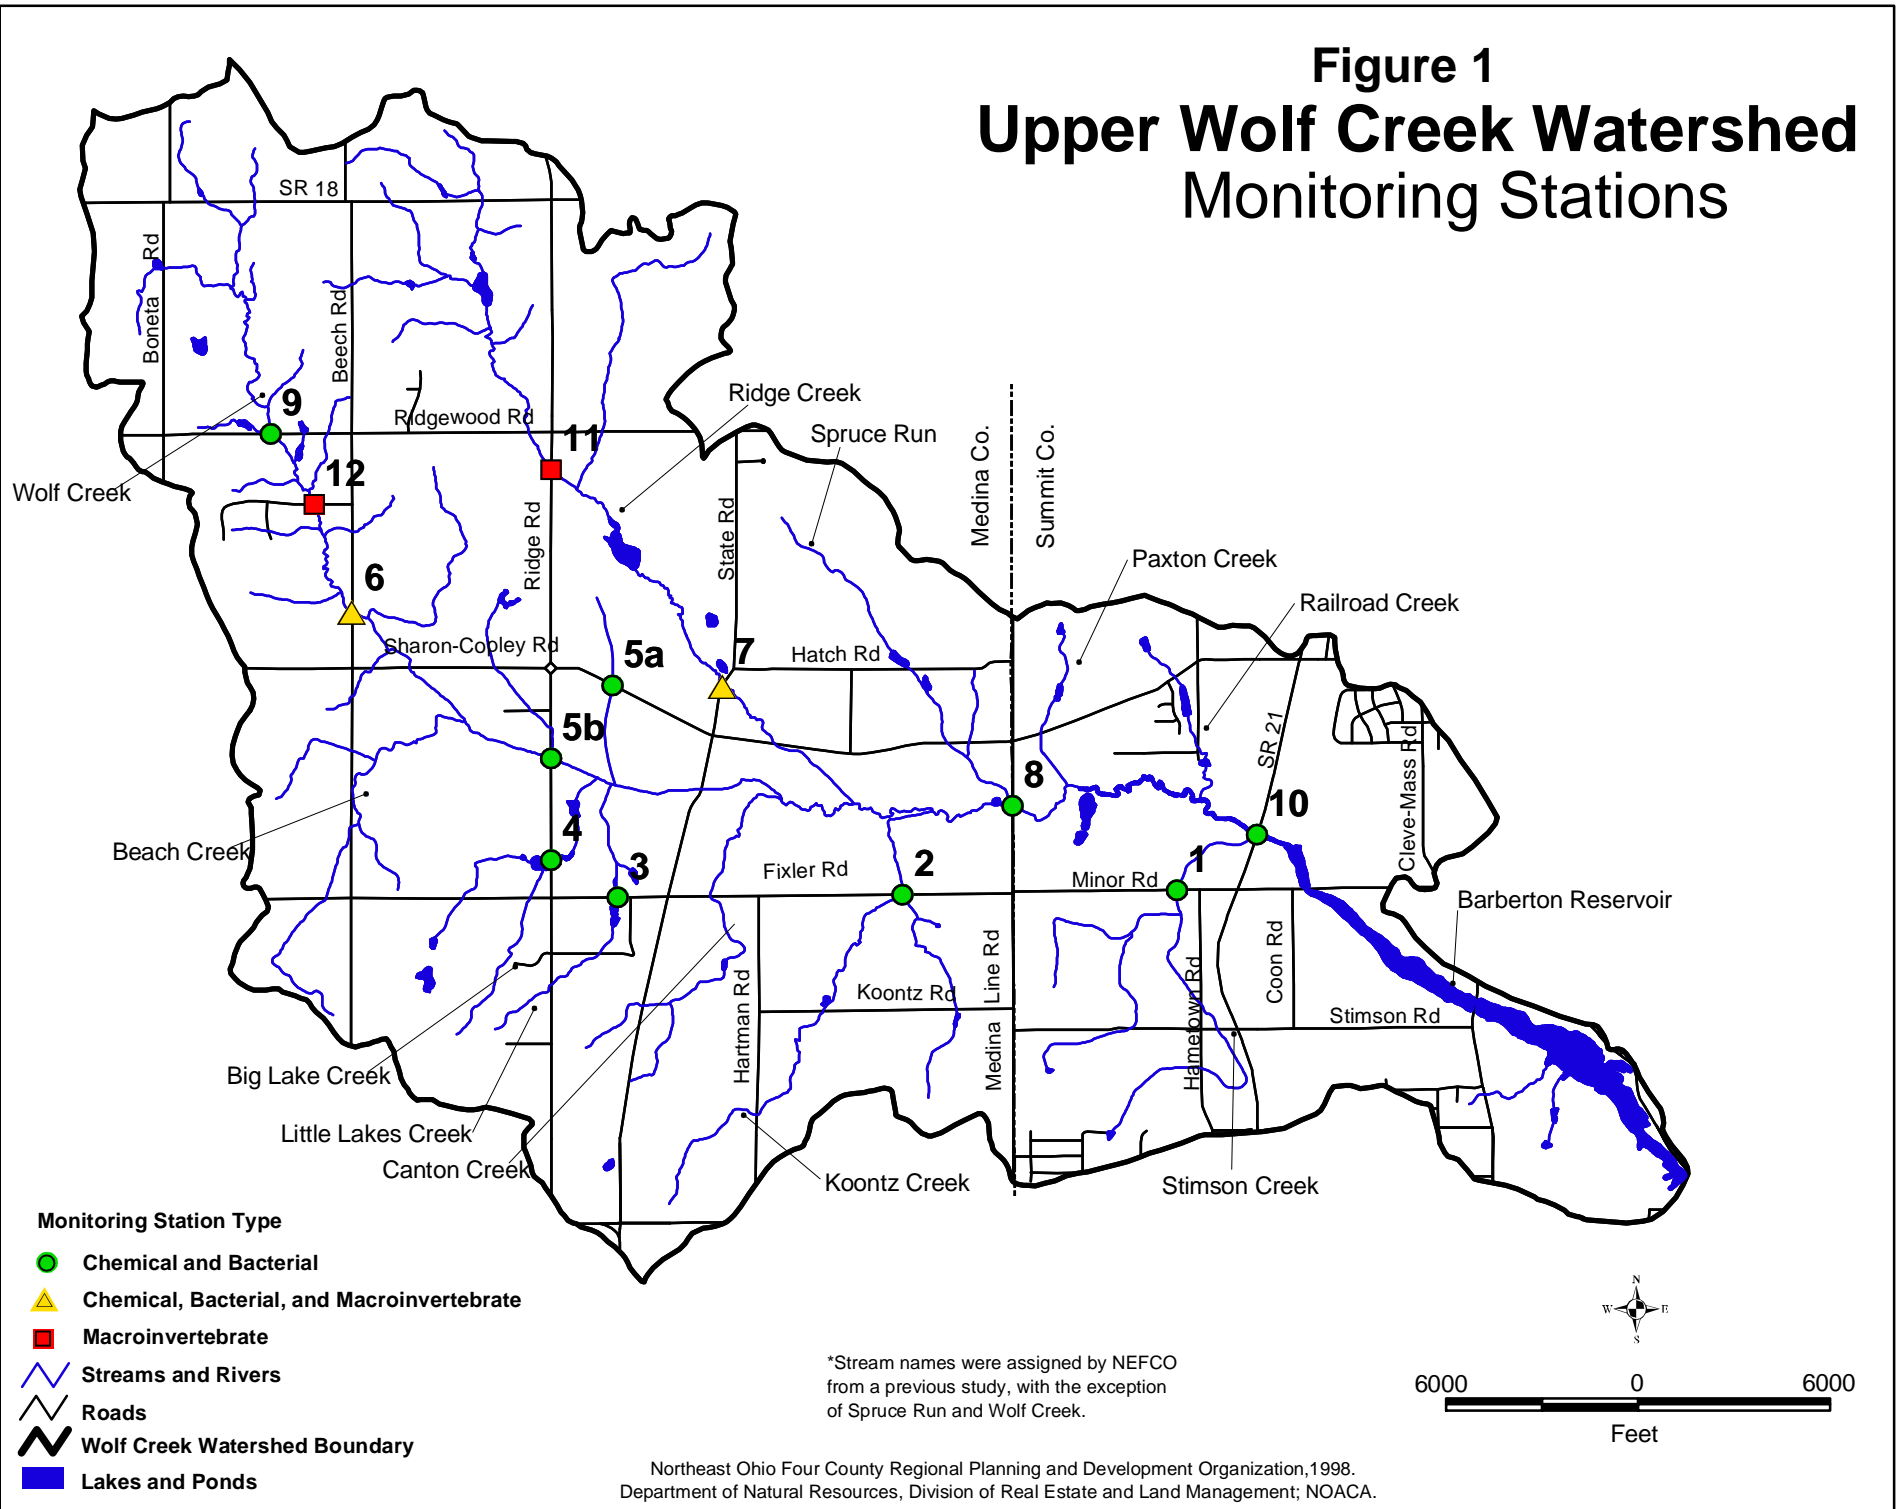 Figure 1
Upper Wolf Creek Watershed
Monitoring Stations
SR 18
Boneta Rd
Beech Rd
Ridge Creek
9
Ridgewood Rd
11
Spruce Run
Medina Co.
Summit Co.
12
Wolf Creek
Ridge Rd
State Rd
Paxton Creek
6
Railroad Creek
Sharon-Copley Rd
5a
7
Hatch Rd
5b
SR 21
Cleve-Mass Rd
8
10
Beach Creek
4
3
Fixler Rd
2
Minor Rd
1
Barberton Reservoir
Hartman Rd
Koontz Rd
Medina Line Rd
Hametown Rd
Coon Rd
Stimson Rd
Big Lake Creek
Little Lakes Creek
Canton Creek
Koontz Creek
Stimson Creek
Monitoring Station Type
Chemical and Bacterial
Chemical, Bacterial, and Macroinvertebrate
Macroinvertebrate
Streams and Rivers
Roads
Wolf Creek Watershed Boundary
Lakes and Ponds
N
W E
S
*Stream names were assigned by NEFCO
from a previous study, with the exception
of Spruce Run and Wolf Creek.
6000 0 6000
Feet
Northeast Ohio Four County Regional Planning and Development Organization,1998.
Department of Natural Resources, Division of Real Estate and Land Management; NOACA.